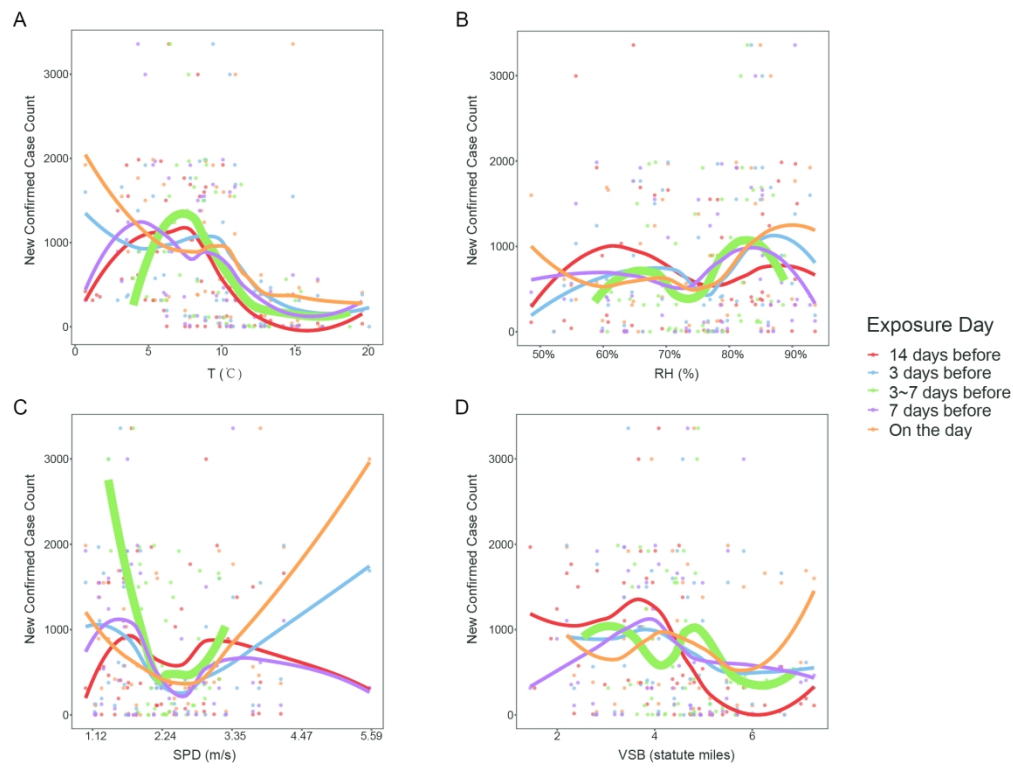 A
B
New Confirmed Case Count
3000
2000
1000
0
0
5
10
15
20
T (℃)
New Confirmed Case Count
3000
2000
1000
0
50%
60%
70%
80%
90%
RH (%)
Exposure Day
14 days before
3 days before
3~7 days before
7 days before
On the day
C
D
New Confirmed Case Count
3000
2000
1000
0
1.12
2.24
3.35
4.47
5.59
SPD (m/s)
New Confirmed Case Count
3000
2000
1000
0
2
4
6
VSB (statute miles)